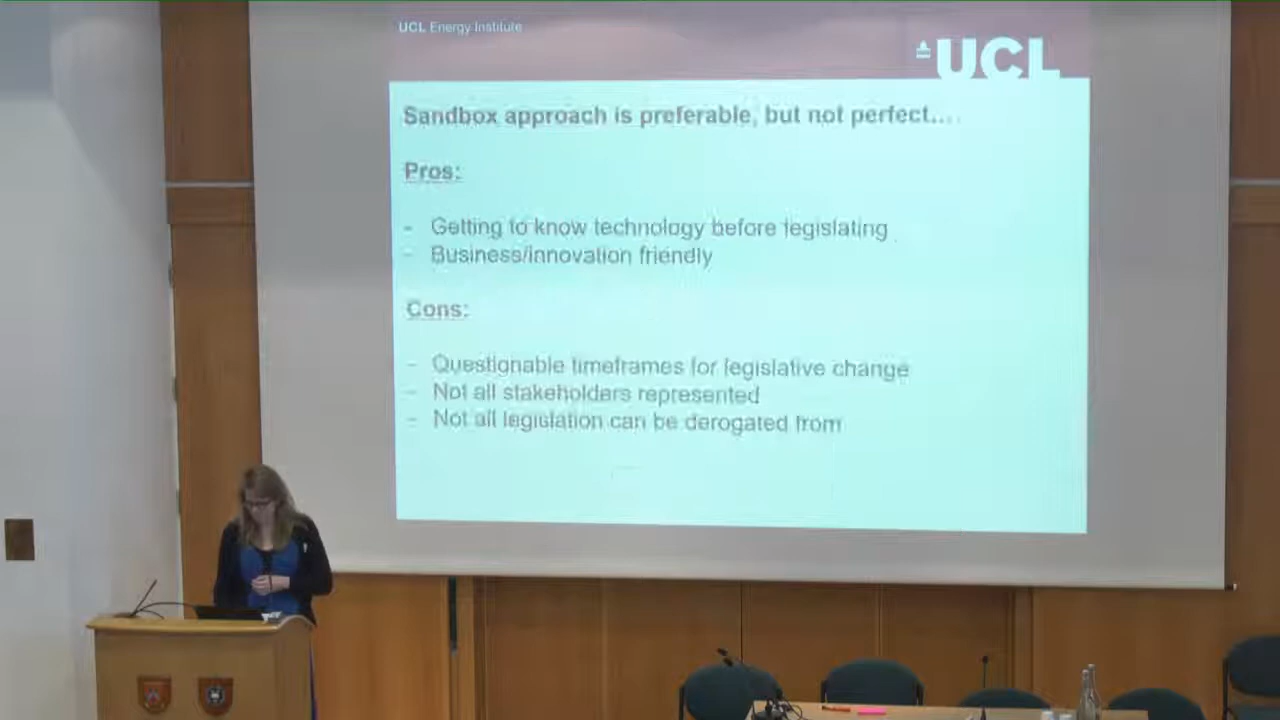 UCL Energy Institute
UCL
Sandbox approach is preferable, but not perfect....
Pros:
- Getting to know technology before legislating
- Business/innovation friendly
Cons:
- Questionable timeframes for legislative change
- Not all stakeholders represented
- Not all legislation can be derogated from